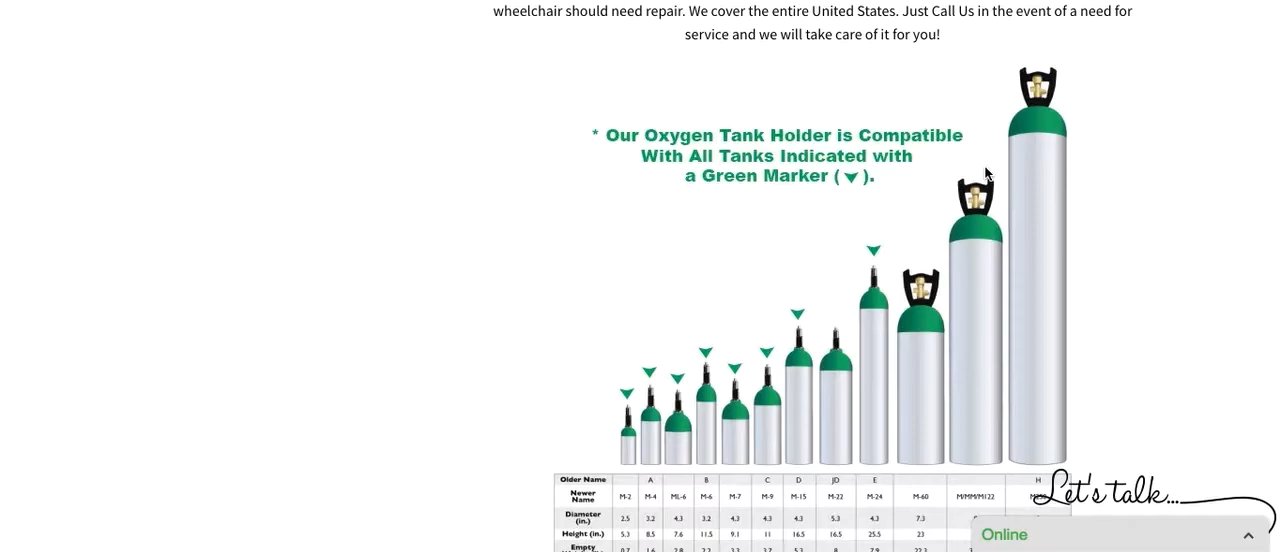 wheelchair should need repair. We cover the entire United States. Just Call Us in the event of a need for
service and we will take care of it for you!
* Our Oxygen Tank Holder is Compatible
With All Tanks Indicated with
a Green Marker ( ).
Older Name A B C D JD E H
Newer Name M-2 M-4 ML-6 M-6 M-7 M-9 M-15 M-22 M-24 M-60 M/MM/M122
Diameter (in.) 2.5 3.2 4.3 3.2 4.3 4.3 4.3 5.3 4.3 7.3
Height (in.) 5.3 8.5 7.6 11.5 9.1 11 16.5 16.5 25.5 23
Empty
Let's talk...
Online